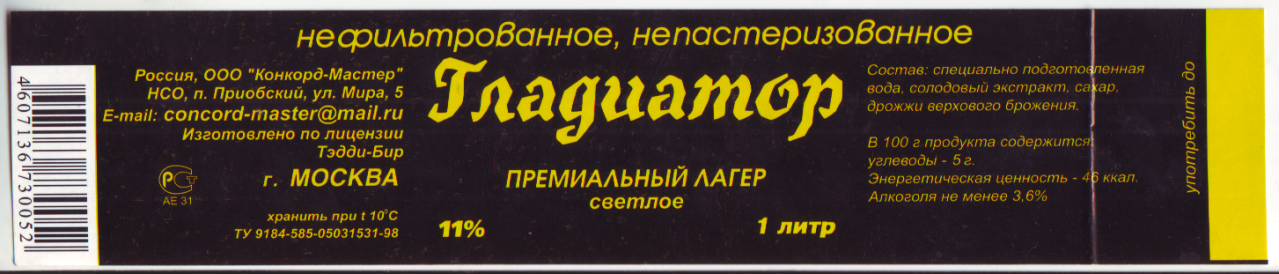 нефильтрованное, непастеризованное
4607136730052
Россия, ООО "Конкорд-Мастер"
НСО, п. Приобский, ул. Мира, 5
E-mail: concord-master@mail.ru
Изготовлено по лицензии
Тэдди-Бир
г. МОСКВА
РСТ
АЕ 31
хранить при t 10°С
ТУ 9184-585-05031531-98
Гладиатор
ПРЕМИАЛЬНЫЙ ЛАГЕР
светлое
11%
1 литр
Состав: специально подготовленная
вода, солодовый экстракт, сахар,
дрожжи верхового брожения.
В 100 г продукта содержится:
углеводы - 5 г.
Энергетическая ценность - 46 ккал.
Алкоголя не менее 3,6%
употребить до